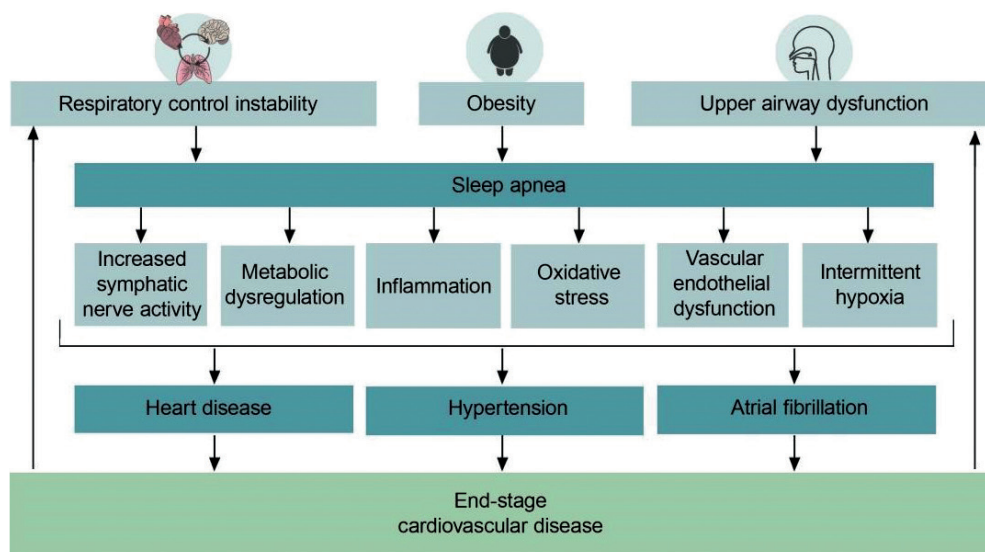 Respiratory control instability
Obesity
Upper airway dysfunction
Sleep apnea
Increased
symphatic
nerve activity
Metabolic
dysregulation
Inflammation
Oxidative
stress
Vascular
endothelial
dysfunction
Intermittent
hypoxia
Heart disease
Hypertension
Atrial fibrillation
End-stage
cardiovascular disease